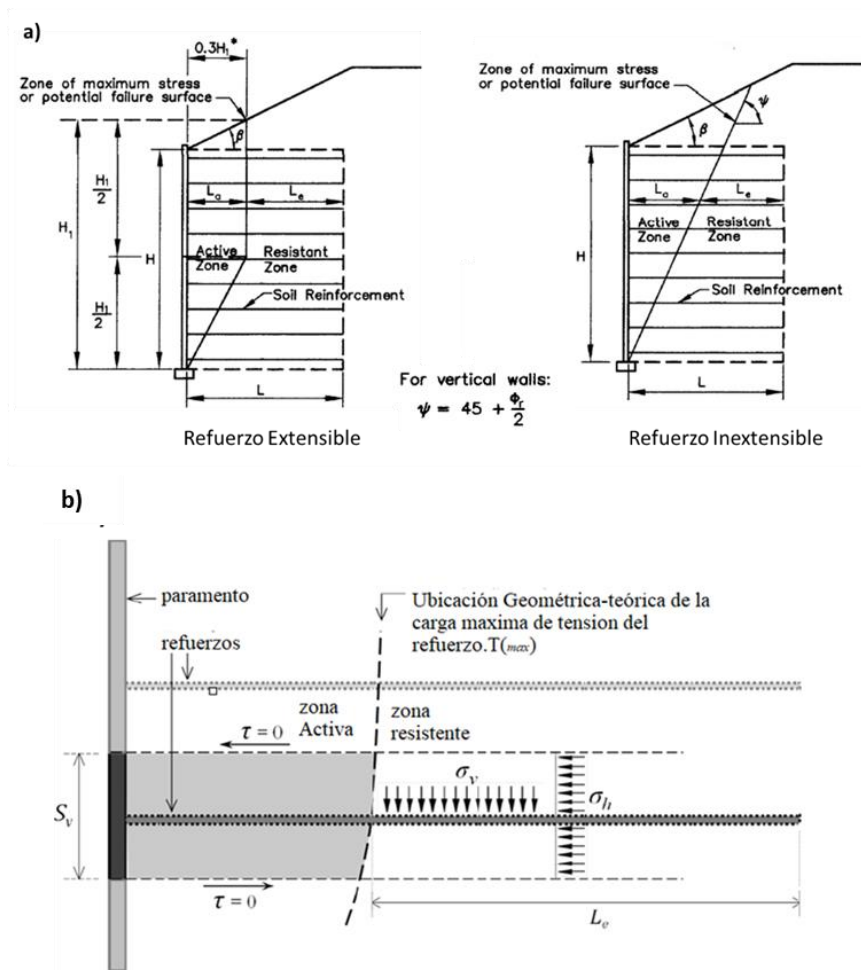 a)
0.3H₁*
Zone of maximum stress
or potential failure surface
β
H₁
H₁/2
H₁/2
H
Lₐ
Lₑ
Active
Zone
Resistant
Zone
Soil Reinforcement
L
Refuerzo Extensible
For vertical walls:
ψ = 45 + ϕᵣ/2
Zone of maximum stress
or potential failure surface
ψ
β
H
Lₐ
Lₑ
Active
Zone
Resistant
Zone
Soil Reinforcement
L
Refuerzo Inextensible
b)
paramento
refuerzos
Ubicación Geométrica-teórica de la
carga maxima de tension del
refuerzo.T(max)
zona
Activa
zona
resistente
τ = 0
σᵥ
σₕ
Sᵥ
τ = 0
Lₑ